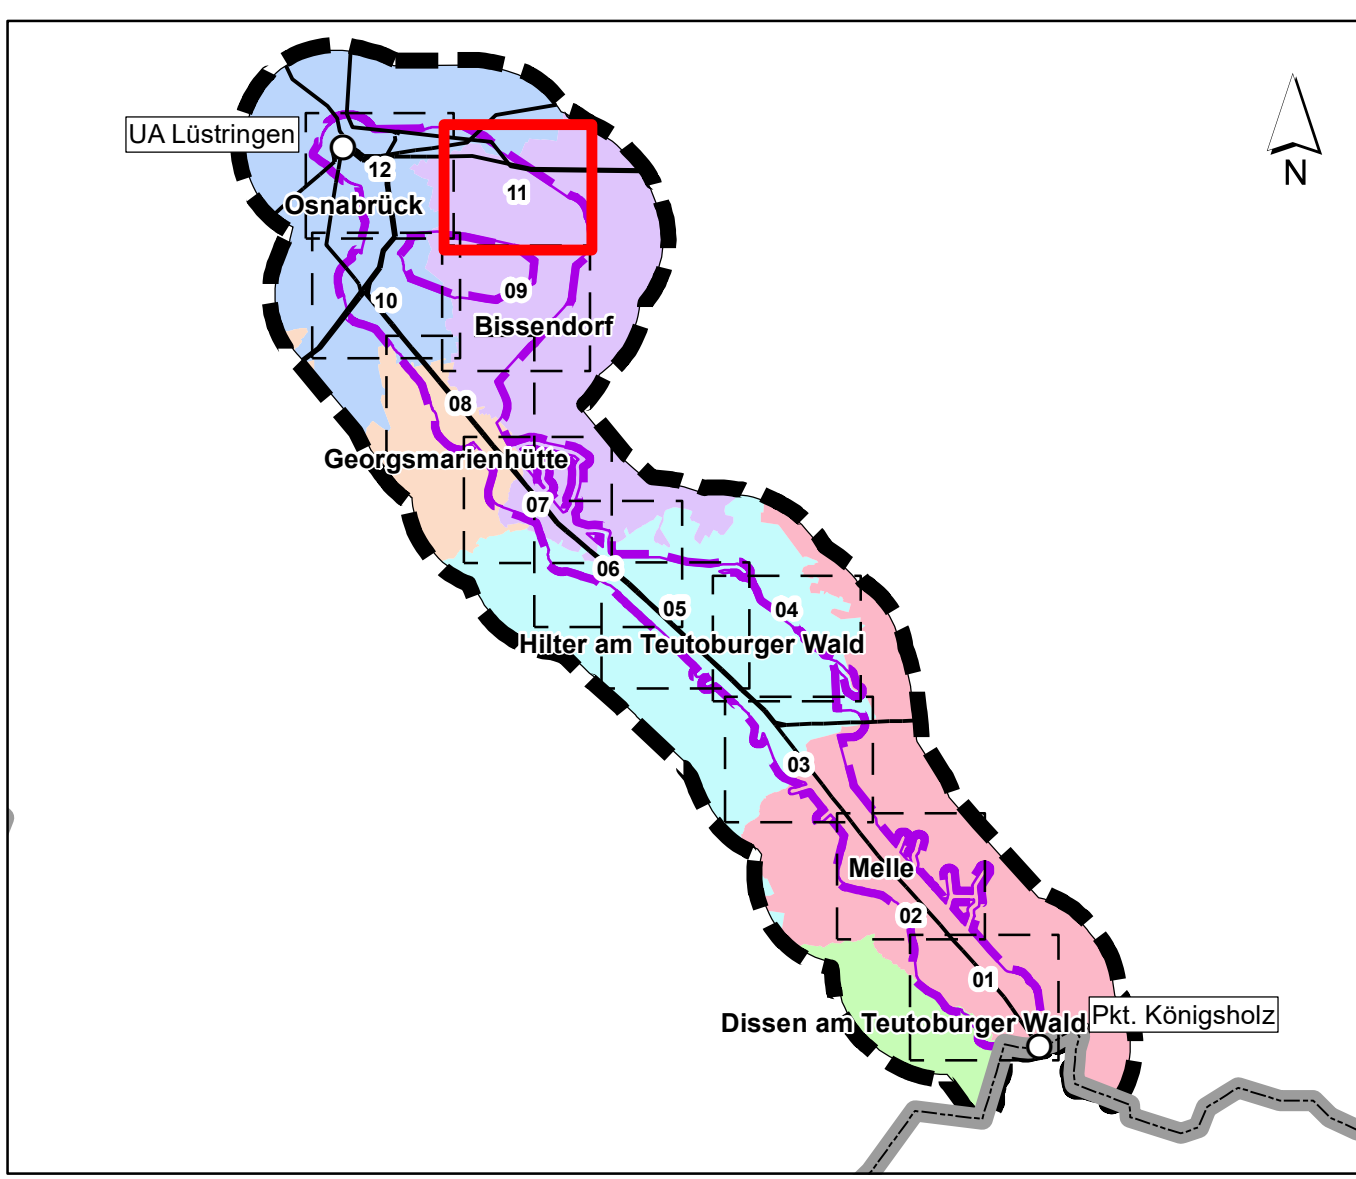 UA Lüstringen
N
12
11
Osnabrück
09
10
Bissendorf
08
Georgsmarienhütte
07
06
05
04
Hilter am Teutoburger Wald
03
Melle
02
01
Pkt. Königsholz
Dissen am Teutoburger Wald